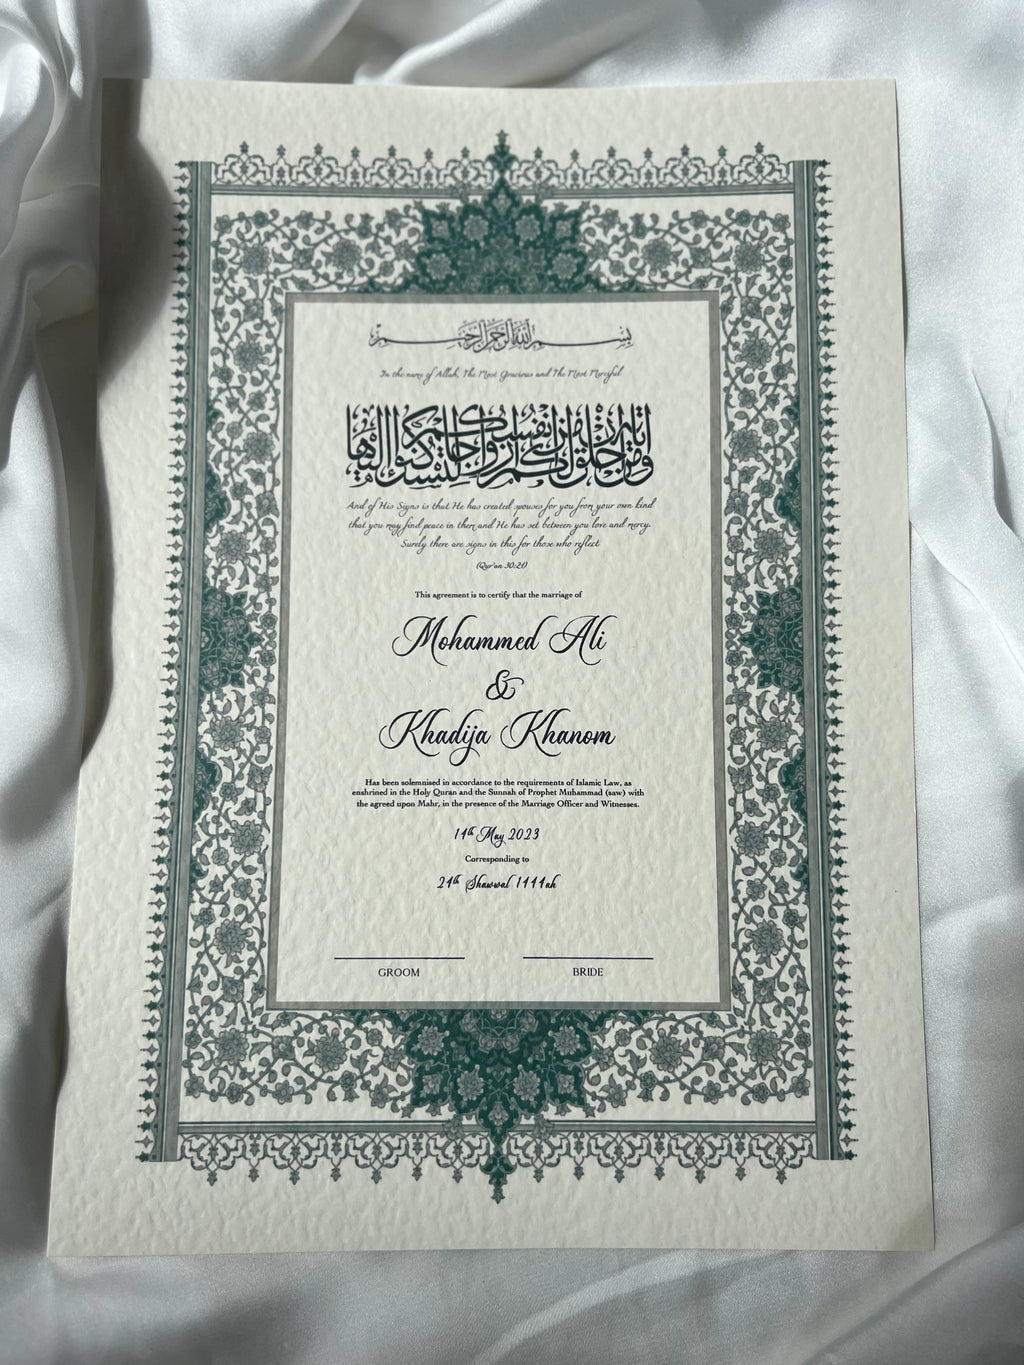 بسم الله الرحمن الرحيم
In the name of Allah, The Most Gracious and The Most Merciful
ومن آياته أن خلق لكم من أنفسكم أزواجا لتسكنوا إليها
And of His Signs is that He has created spouses for you from your own kind
that you may find peace in them and He has set between you love and mercy.
Surely there are signs in this for those who reflect
(Qur'an 30:21)
This agreement is to certify that the marriage of
Mohammed Ali
&
Khadija Khanom
Has been solemnised in accordance to the requirements of Islamic Law, as
enshrined in the Holy Quran and the Sunnah of Prophet Muhammad (saw) with
the agreed upon Mahr, in the presence of the Marriage Officer and Witnesses.
14th May 2023
Corresponding to
24th Shawwal 1444ah
GROOM BRIDE